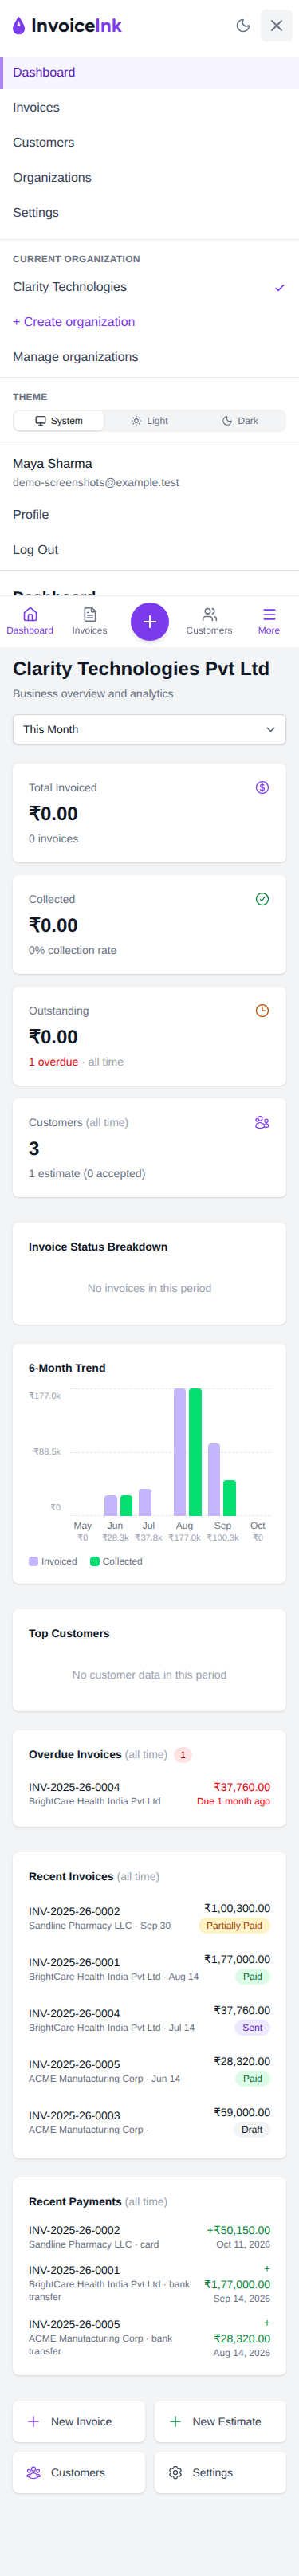 InvoiceInk
Dashboard
Invoices
Customers
Organizations
Settings
CURRENT ORGANIZATION
Clarity Technologies
+ Create organization
Manage organizations
THEME
System Light Dark
Maya Sharma
demo-screenshots@example.test
Profile
Log Out
Dashboard
Dashboard Invoices Customers More
Clarity Technologies Pvt Ltd
Business overview and analytics
This Month
Total Invoiced
₹0.00
0 invoices
Collected
₹0.00
0% collection rate
Outstanding
₹0.00
1 overdue · all time
Customers (all time)
3
1 estimate (0 accepted)
Invoice Status Breakdown
No invoices in this period
6-Month Trend
₹177.0k
₹88.5k
₹0
May Jun Jul Aug Sep Oct
₹0 ₹28.3k ₹37.8k ₹177.0k ₹100.3k ₹0
Invoiced Collected
Top Customers
No customer data in this period
Overdue Invoices (all time) 1
INV-2025-26-0004 ₹37,760.00
BrightCare Health India Pvt Ltd Due 1 month ago
Recent Invoices (all time)
INV-2025-26-0002 ₹1,00,300.00
Sandline Pharmacy LLC · Sep 30 Partially Paid
INV-2025-26-0001 ₹1,77,000.00
BrightCare Health India Pvt Ltd · Aug 14 Paid
INV-2025-26-0004 ₹37,760.00
BrightCare Health India Pvt Ltd · Jul 14 Sent
INV-2025-26-0005 ₹28,320.00
ACME Manufacturing Corp · Jun 14 Paid
INV-2025-26-0003 ₹59,000.00
ACME Manufacturing Corp · Draft
Recent Payments (all time)
INV-2025-26-0002 +₹50,150.00
Sandline Pharmacy LLC · card Oct 11, 2026
INV-2025-26-0001 +
BrightCare Health India Pvt Ltd · bank ₹1,77,000.00
transfer Sep 14, 2026
INV-2025-26-0005 +
ACME Manufacturing Corp · bank ₹28,320.00
transfer Aug 14, 2026
New Invoice New Estimate
Customers Settings